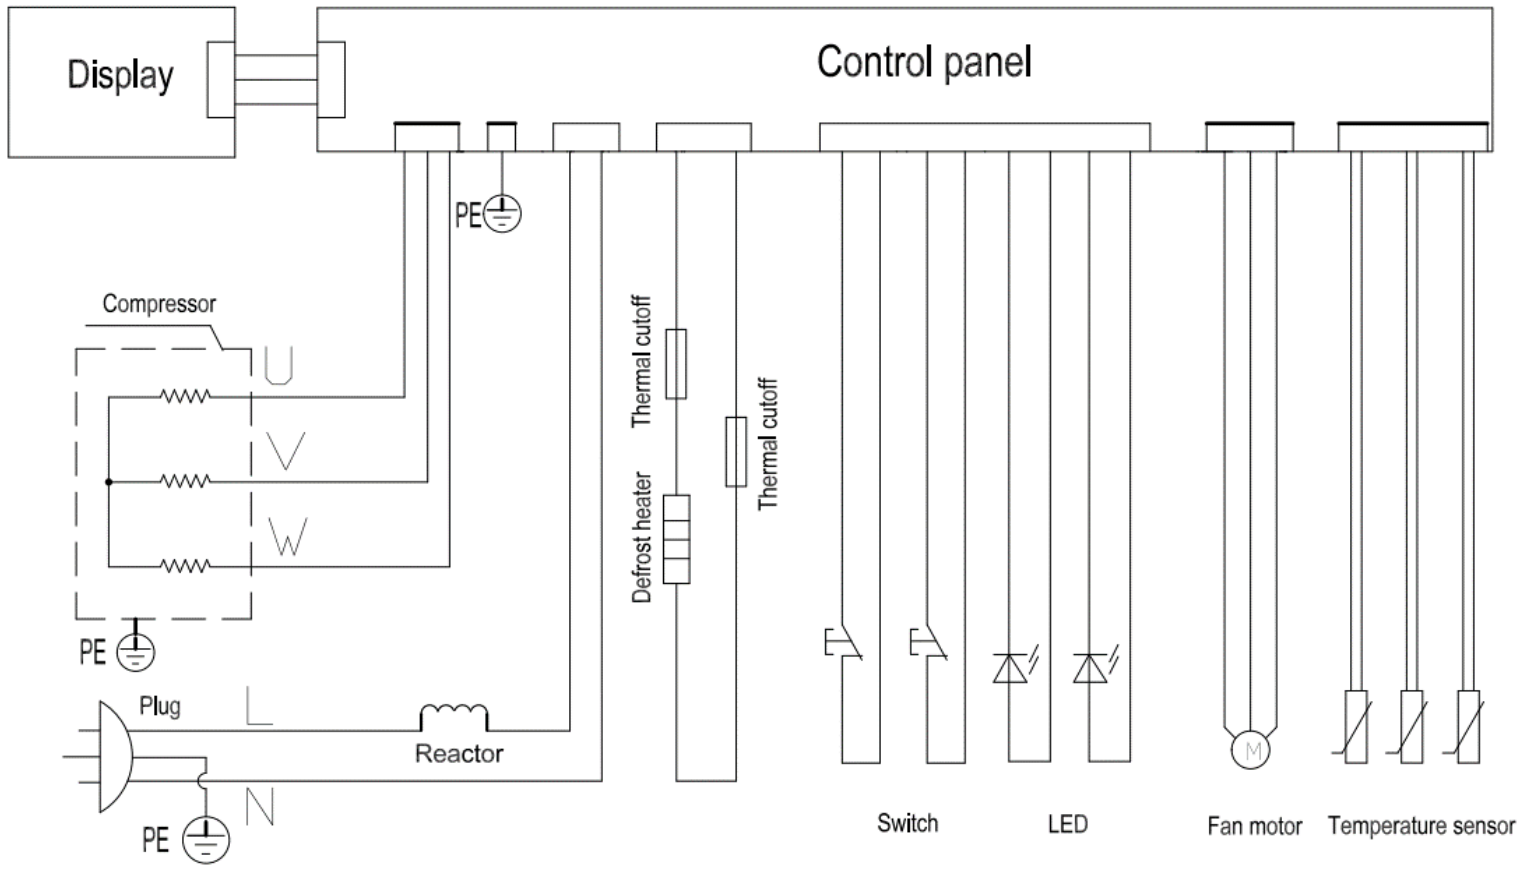 Display
Control panel
PE
Compressor
U
V
W
PE
Thermal cutoff
Thermal cutoff
Defrost heater
Plug
L
Reactor
N
PE
M
Switch
LED
Fan motor
Temperature sensor